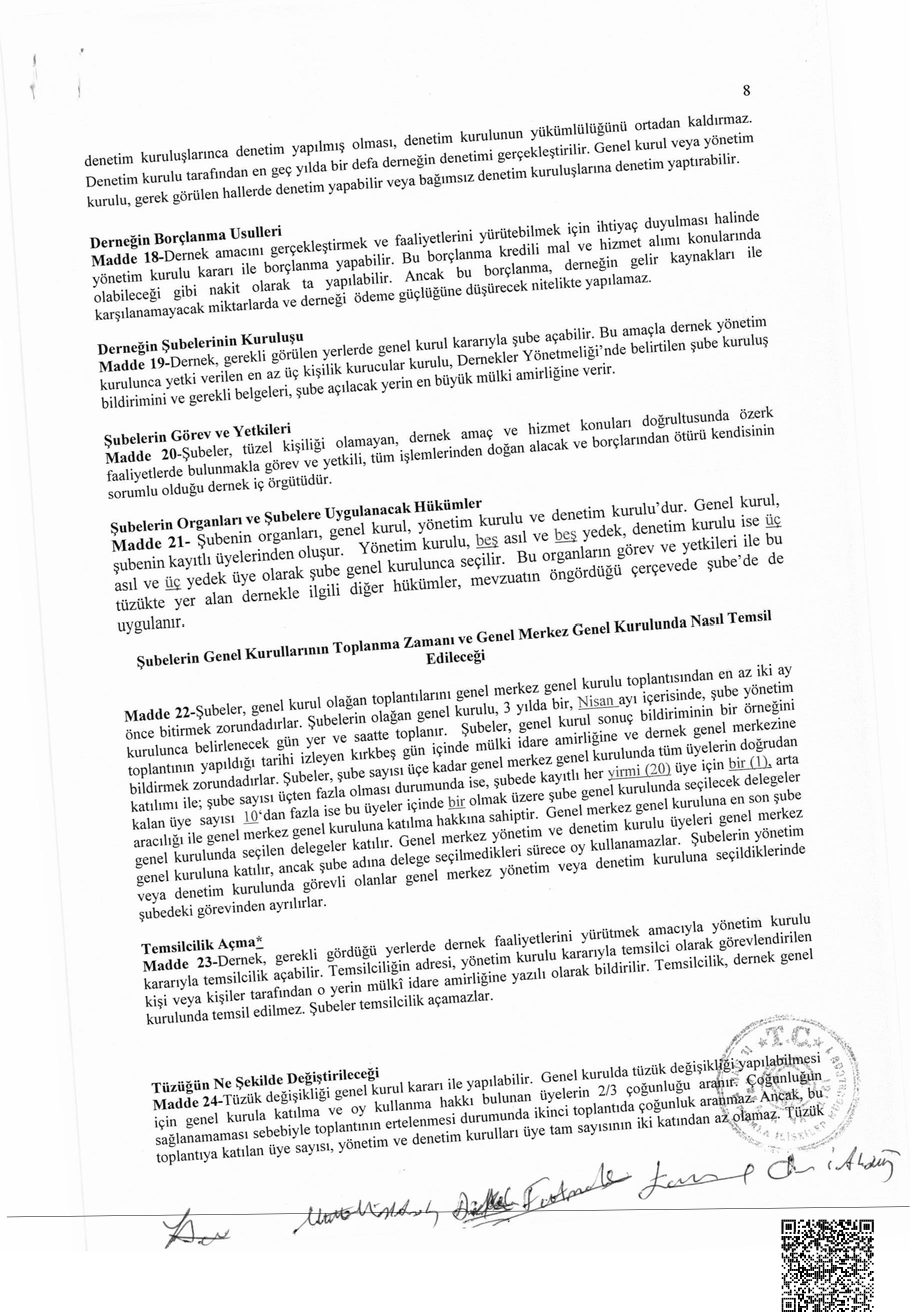 8
denetim kuruluşlarınca denetim yapılmış olması, denetim kurulunun yükümlülüğünü ortadan kaldırmaz.
Denetim kurulu tarafından en geç yılda bir defa derneğin denetimi gerçekleştirilir. Genel kurul veya yönetim
kurulu, gerek görülen hallerde denetim yapabilir veya bağımsız denetim kuruluşlarına denetim yaptırabilir.
Derneğin Borçlanma Usulleri
Madde 18-Dernek amacını gerçekleştirmek ve faaliyetlerini yürütebilmek için ihtiyaç duyulması halinde
yönetim kurulu kararı ile borçlanma yapabilir. Bu borçlanma kredili mal ve hizmet alımı konularında
olabileceği gibi nakit olarak ta yapılabilir. Ancak bu borçlanma, derneğin gelir kaynakları ile
karşılanamayacak miktarlarda ve derneği ödeme güçlüğüne düşürecek nitelikte yapılamaz.
Derneğin Şubelerinin Kuruluşu
Madde 19-Dernek, gerekli görülen yerlerde genel kurul kararıyla şube açabilir. Bu amaçla dernek yönetim
kurulunca yetki verilen en az üç kişilik kurucular kurulu, Dernekler Yönetmeliği'nde belirtilen şube kuruluş
bildirimini ve gerekli belgeleri, şube açılacak yerin en büyük mülki amirliğine verir.
Şubelerin Görev ve Yetkileri
Madde 20-Şubeler, tüzel kişiliği olamayan, dernek amaç ve hizmet konuları doğrultusunda özerk
faaliyetlerde bulunmakla görev ve yetkili, tüm işlemlerinden doğan alacak ve borçlarından ötürü kendisinin
sorumlu olduğu dernek iç örgütüdür.
Şubelerin Organları ve Şubelere Uygulanacak Hükümler
Madde 21- Şubenin organları, genel kurul, yönetim kurulu ve denetim kurulu'dur. Genel kurul,
şubenin kayıtlı üyelerinden oluşur. Yönetim kurulu, beş asıl ve beş yedek, denetim kurulu ise üç
asıl ve üç yedek üye olarak şube genel kurulunca seçilir. Bu organların görev ve yetkileri ile bu
tüzükte yer alan dernekle ilgili diğer hükümler, mevzuatın öngördüğü çerçevede şube'de de
uygulanır.
Şubelerin Genel Kurullarının Toplanma Zamanı ve Genel Merkez Genel Kurulunda Nasıl Temsil
Edileceği
Madde 22-Şubeler, genel kurul olağan toplantılarını genel merkez genel kurulu toplantısından en az iki ay
önce bitirmek zorundadırlar. Şubelerin olağan genel kurulu, 3 yılda bir, Nisan ayı içerisinde, şube yönetim
kurulunca belirlenecek gün yer ve saatte toplanır. Şubeler, genel kurul sonuç bildiriminin bir örneğini
toplantının yapıldığı tarihi izleyen kırkbeş gün içinde mülki idare amirliğine ve dernek genel merkezine
bildirmek zorundadırlar. Şubeler, şube sayısı üçe kadar genel merkez genel kurulunda tüm üyelerin doğrudan
katılımı ile; şube sayısı üçten fazla olması durumunda ise, şubede kayıtlı her yirmi (20) üye için bir (1), arta
kalan üye sayısı 10'dan fazla ise bu üyeler içinde bir olmak üzere şube genel kurulunda seçilecek delegeler
aracılığı ile genel merkez genel kuruluna katılma hakkına sahiptir. Genel merkez genel kuruluna en son şube
genel kurulunda seçilen delegeler katılır. Genel merkez yönetim ve denetim kurulu üyeleri genel merkez
genel kuruluna katılır, ancak şube adına delege seçilmedikleri sürece oy kullanamazlar. Şubelerin yönetim
veya denetim kurulunda görevli olanlar genel merkez yönetim veya denetim kuruluna seçildiklerinde
şubedeki görevinden ayrılırlar.
Temsilcilik Açma*
Madde 23-Dernek, gerekli gördüğü yerlerde dernek faaliyetlerini yürütmek amacıyla yönetim kurulu
kararıyla temsilcilik açabilir. Temsilciliğin adresi, yönetim kurulu kararıyla temsilci olarak görevlendirilen
kişi veya kişiler tarafından o yerin mülkî idare amirliğine yazılı olarak bildirilir. Temsilcilik, dernek genel
kurulunda temsil edilmez. Şubeler temsilcilik açamazlar.
T.C.
Tüzüğün Ne Şekilde Değiştirileceği
Madde 24-Tüzük değişikliği genel kurul kararı ile yapılabilir. Genel kurulda tüzük değişikliği yapılabilmesi
için genel kurula katılma ve oy kullanma hakkı bulunan üyelerin 2/3 çoğunluğu aranır. Çoğunluğun
sağlanamaması sebebiyle toplantının ertelenmesi durumunda ikinci toplantıda çoğunluk aranmaz. Ancak, bu
toplantıya katılan üye sayısı, yönetim ve denetim kurulları üye tam sayısının iki katından az olamaz. Tüzük